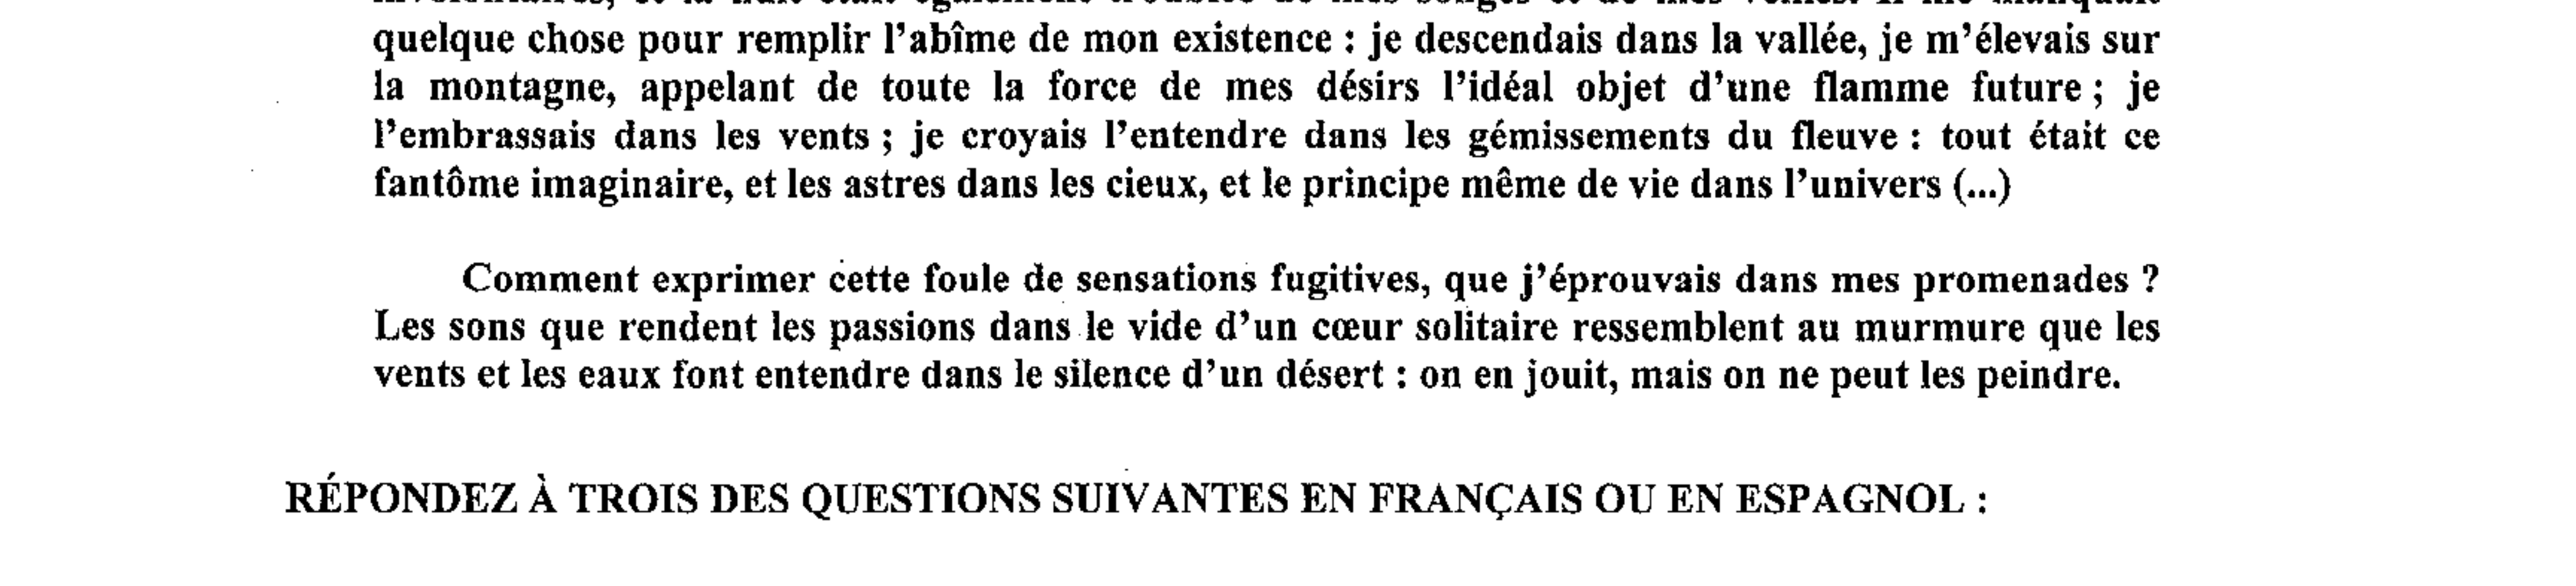 quelque chose pour remplir l'abîme de mon existence : je descendais dans la vallée, je m'élevais sur
la montagne, appelant de toute la force de mes désirs l'idéal objet d'une flamme future ; je
l'embrassais dans les vents ; je croyais l'entendre dans les gémissements du fleuve : tout était ce
fantôme imaginaire, et les astres dans les cieux, et le principe même de vie dans l'univers (...)
Comment exprimer cette foule de sensations fugitives, que j'éprouvais dans mes promenades ?
Les sons que rendent les passions dans le vide d'un cœur solitaire ressemblent au murmure que les
vents et les eaux font entendre dans le silence d'un désert : on en jouit, mais on ne peut les peindre.
RÉPONDEZ À TROIS DES QUESTIONS SUIVANTES EN FRANÇAIS OU EN ESPAGNOL :